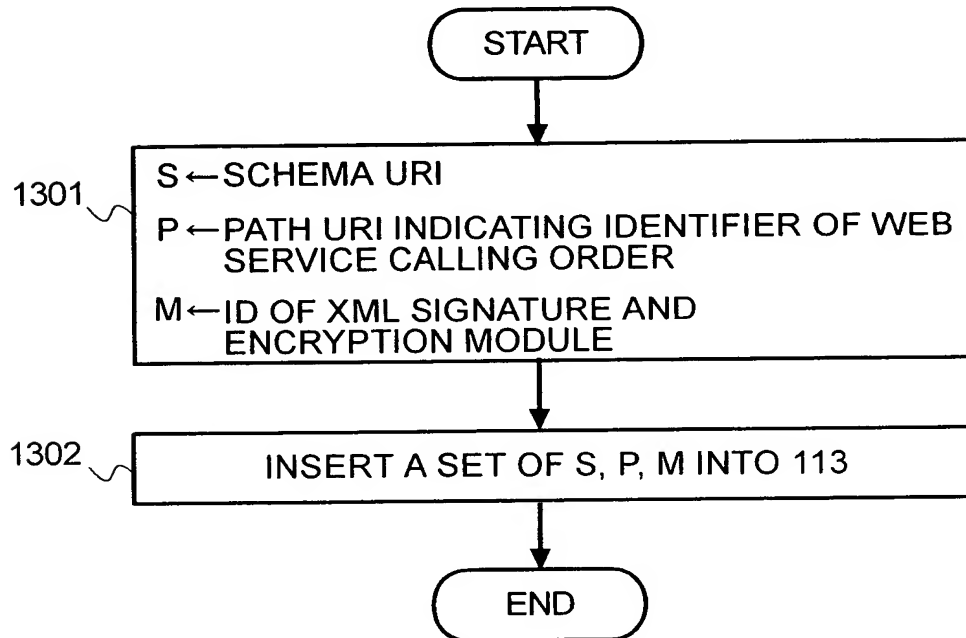 START
1301
S←SCHEMA URI
P←PATH URI INDICATING IDENTIFIER OF WEB
SERVICE CALLING ORDER
M←ID OF XML SIGNATURE AND
ENCRYPTION MODULE
1302
INSERT A SET OF S, P, M INTO 113
END